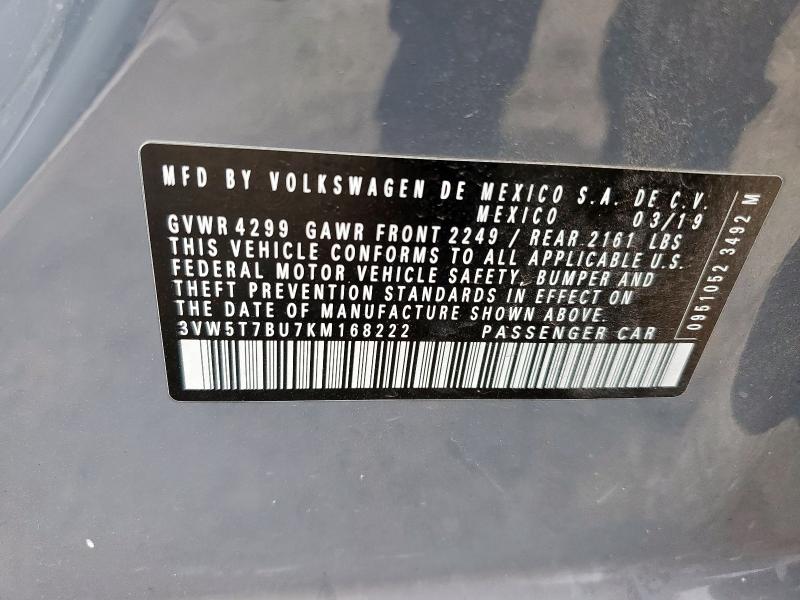 MFD BY VOLKSWAGEN DE MEXICO S.A. DE C.V.
MEXICO 03/19
GVWR 4299 GAWR FRONT 2249 / REAR 2161 LBS
THIS VEHICLE CONFORMS TO ALL APPLICABLE U.S.
FEDERAL MOTOR VEHICLE SAFETY, BUMPER AND
THEFT PREVENTION STANDARDS IN EFFECT ON
THE DATE OF MANUFACTURE SHOWN ABOVE.
3VW5T7BU7KM168222 PASSENGER CAR
0961052 3492 M